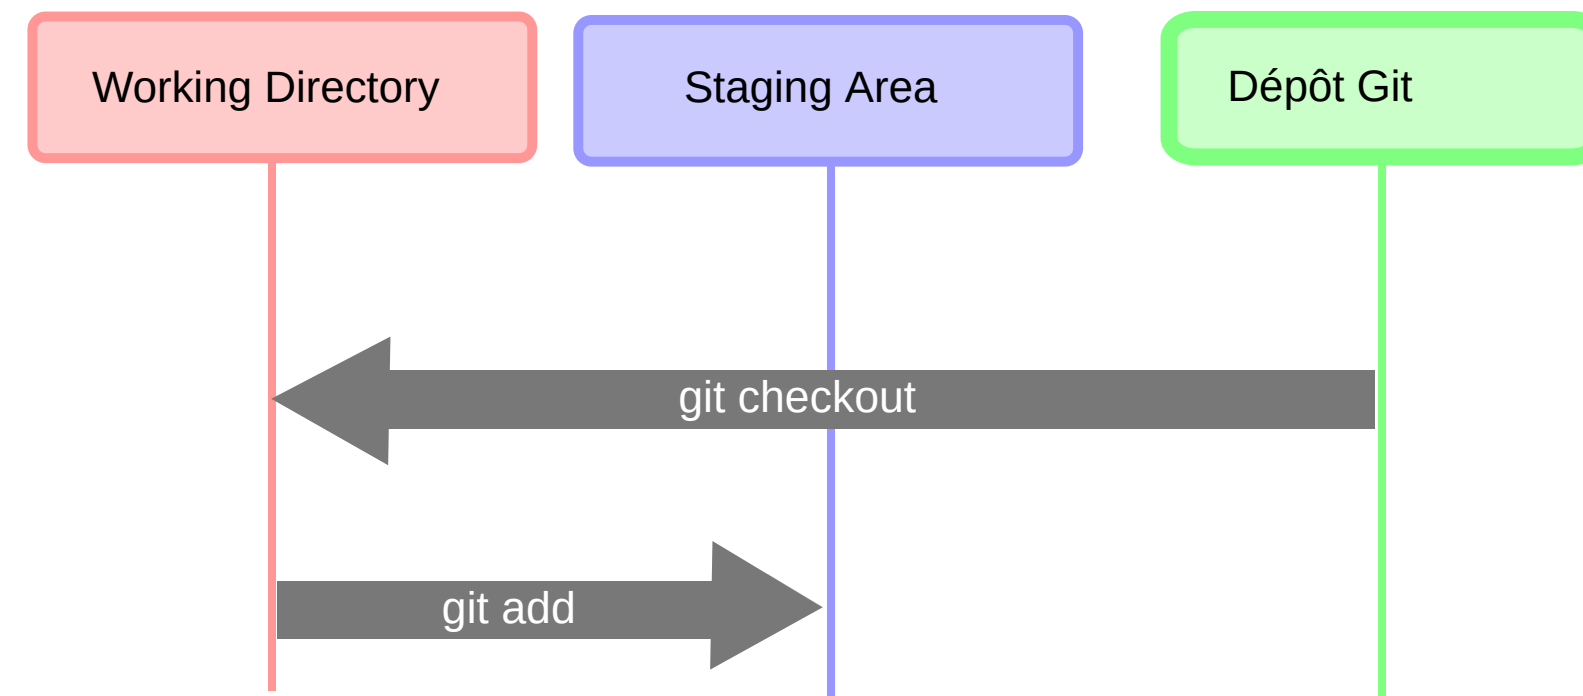 Working Directory
Staging Area
Dépôt Git
git checkout
git add